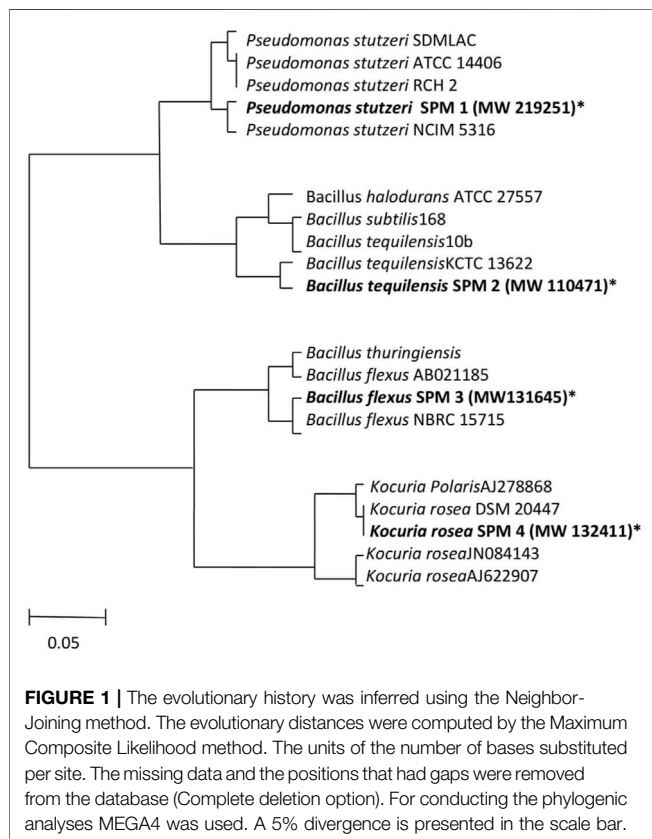 Pseudomonas stutzeri SDMLAC
Pseudomonas stutzeri ATCC 14406
Pseudomonas stutzeri RCH 2
Pseudomonas stutzeri SPM 1 (MW 219251)*
Pseudomonas stutzeri NCIM 5316
Bacillus halodurans ATCC 27557
Bacillus subtilis168
Bacillus tequilensis10b
Bacillus tequilensisKCTC 13622
Bacillus tequilensis SPM 2 (MW 110471)*
Bacillus thuringiensis
Bacillus flexus AB021185
Bacillus flexus SPM 3 (MW131645)*
Bacillus flexus NBRC 15715
Kocuria PolarisAJ278868
Kocuria rosea DSM 20447
Kocuria rosea SPM 4 (MW 132411)*
Kocuria roseaJN084143
Kocuria roseaAJ622907
0.05
FIGURE 1 | The evolutionary history was inferred using the Neighbor-
Joining method. The evolutionary distances were computed by the Maximum
Composite Likelihood method. The units of the number of bases substituted
per site. The missing data and the positions that had gaps were removed
from the database (Complete deletion option). For conducting the phylogenic
analyses MEGA4 was used. A 5% divergence is presented in the scale bar.